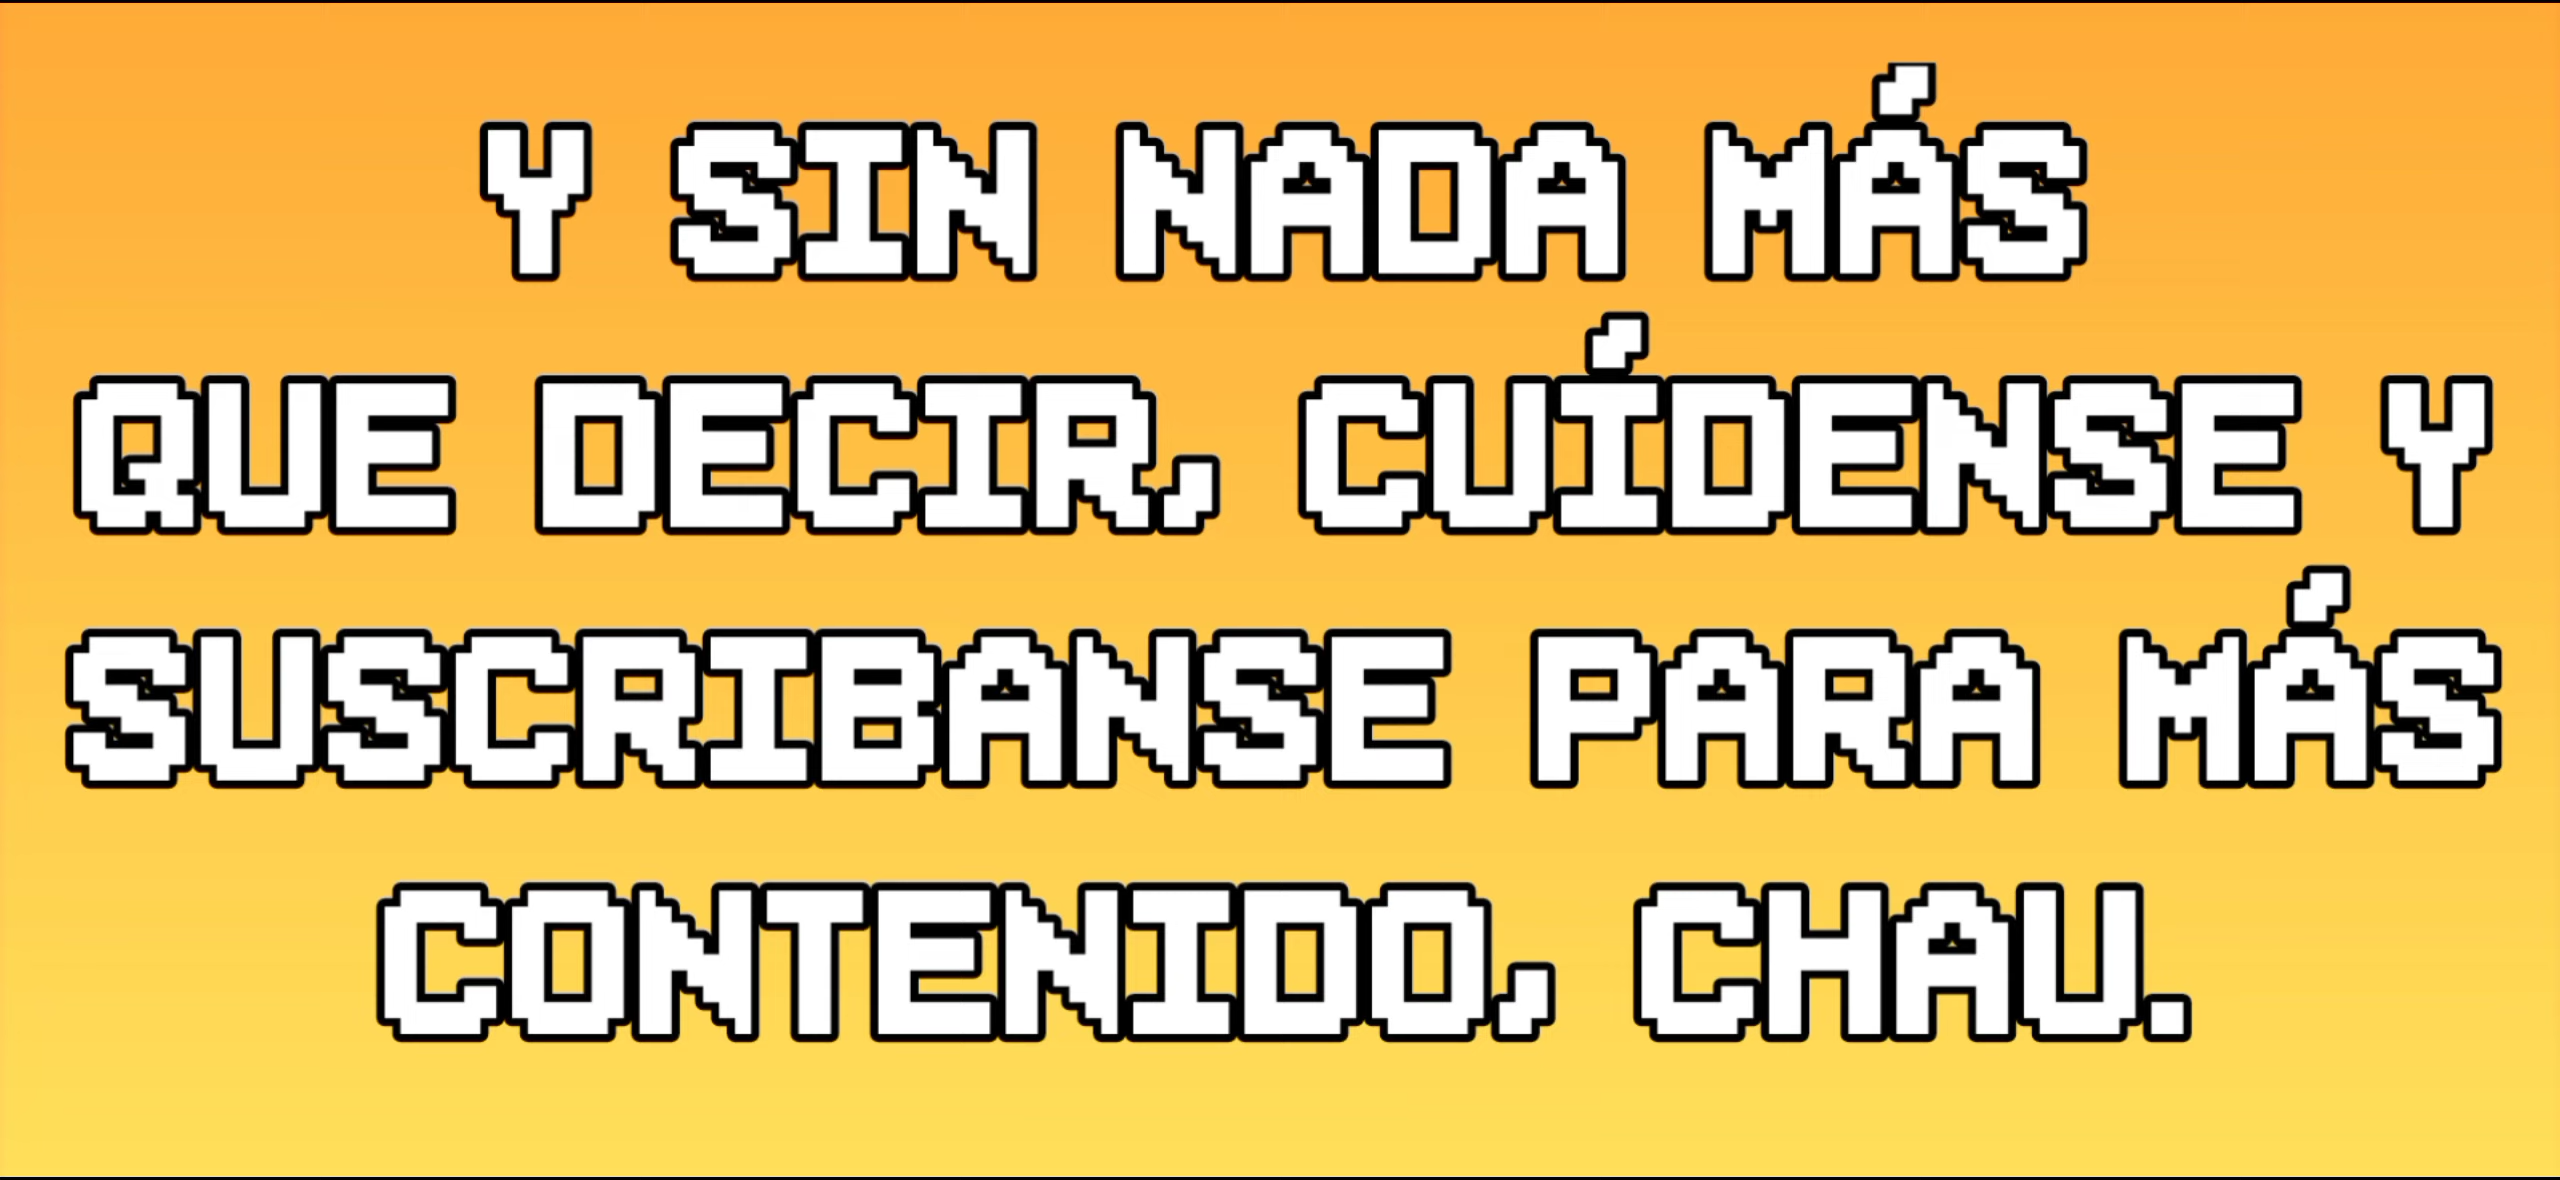 Y SIN NADA MÁS
QUE DECIR, CUÍDENSE Y
SUSCRIBANSE PARA MÁS
CONTENIDO, CHAU.